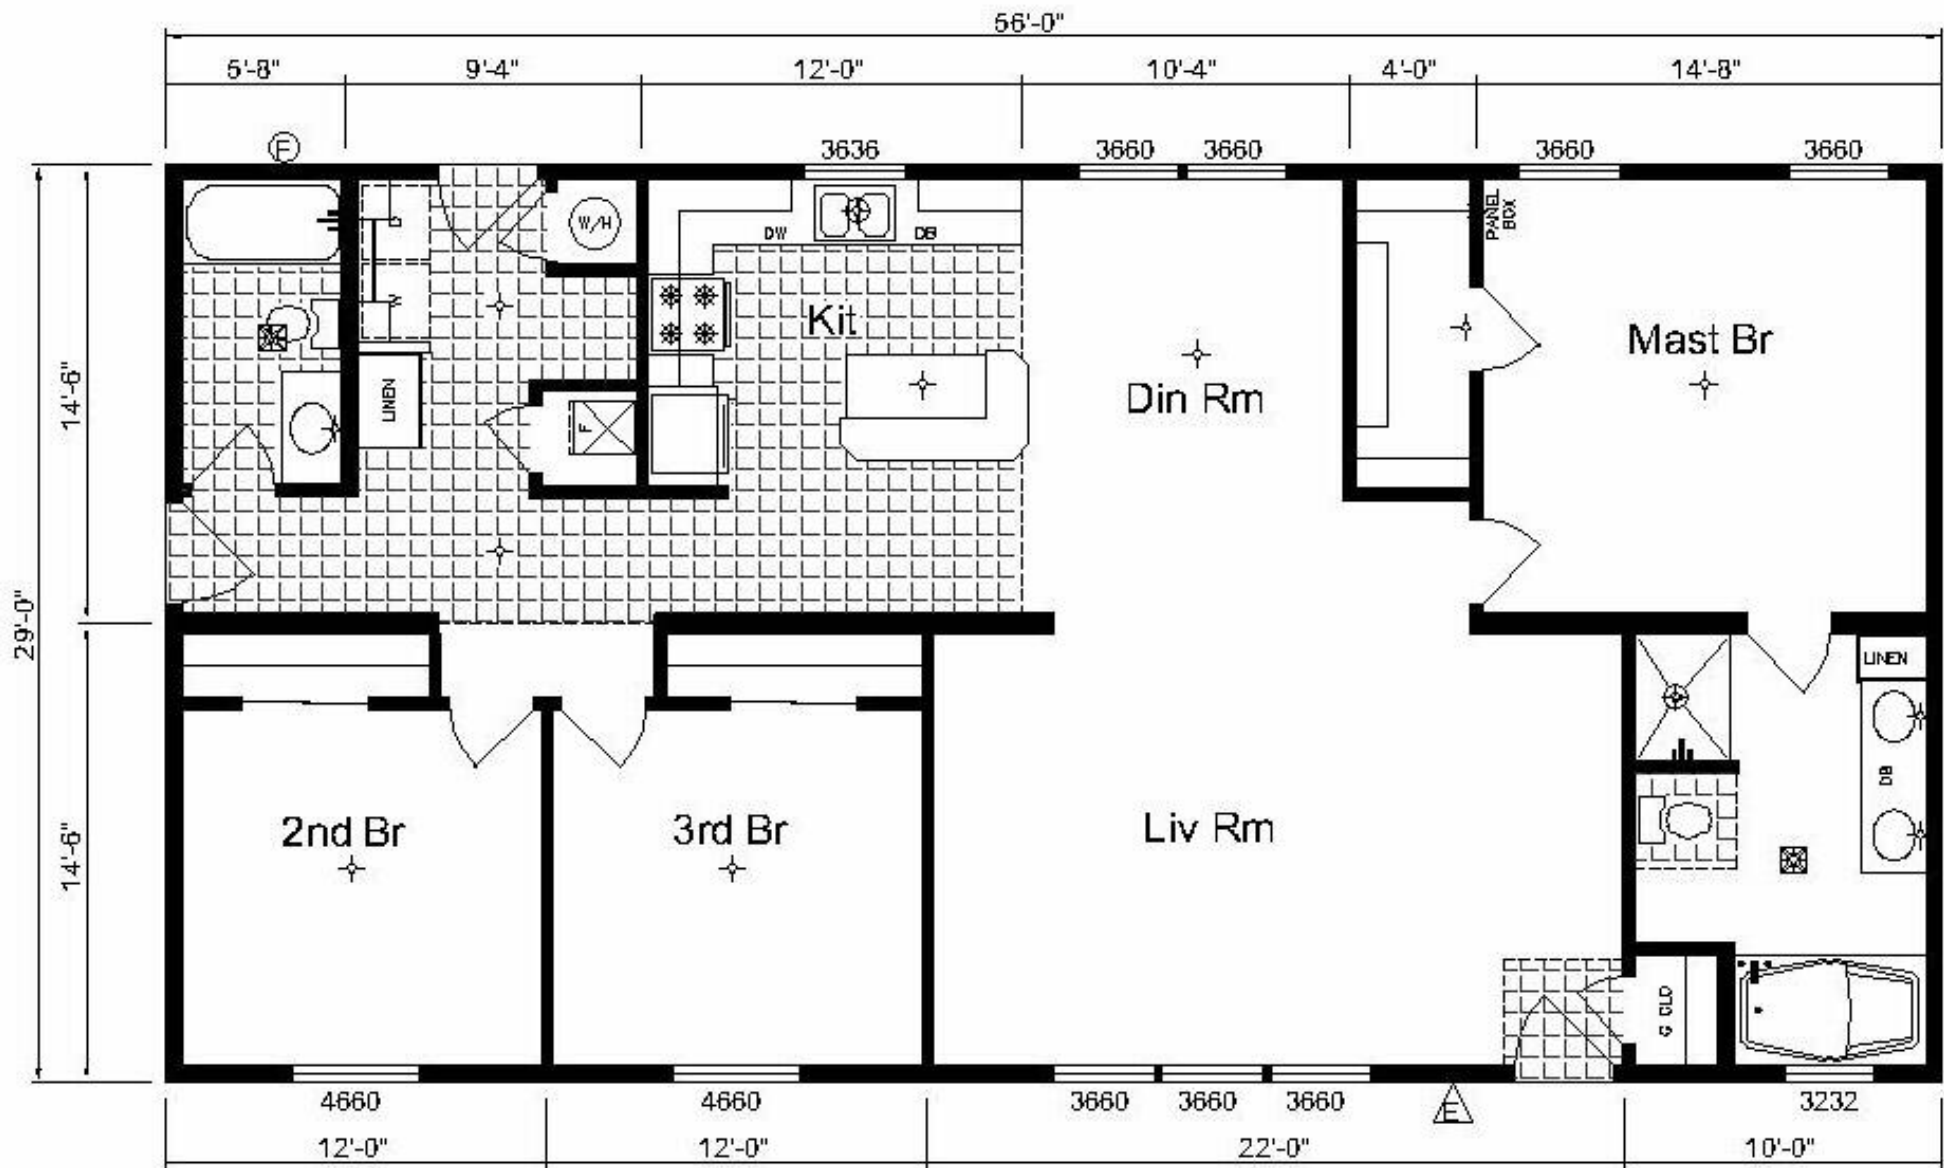 56'-0"
5'-8" 9'-4" 12'-0" 10'-4" 4'-0" 14'-8"
F
3636 3660 3660 3660 3660
PANEL
BOX
D
W/H
DW DB
W
Kit
Mast Br
LINEN
F
Din Rm
14'-6"
29'-0"
LINEN
DB
2nd Br 3rd Br Liv Rm
14'-6"
G CLO
4660 4660 3660 3660 3660 E 3232
12'-0" 12'-0" 22'-0" 10'-0"